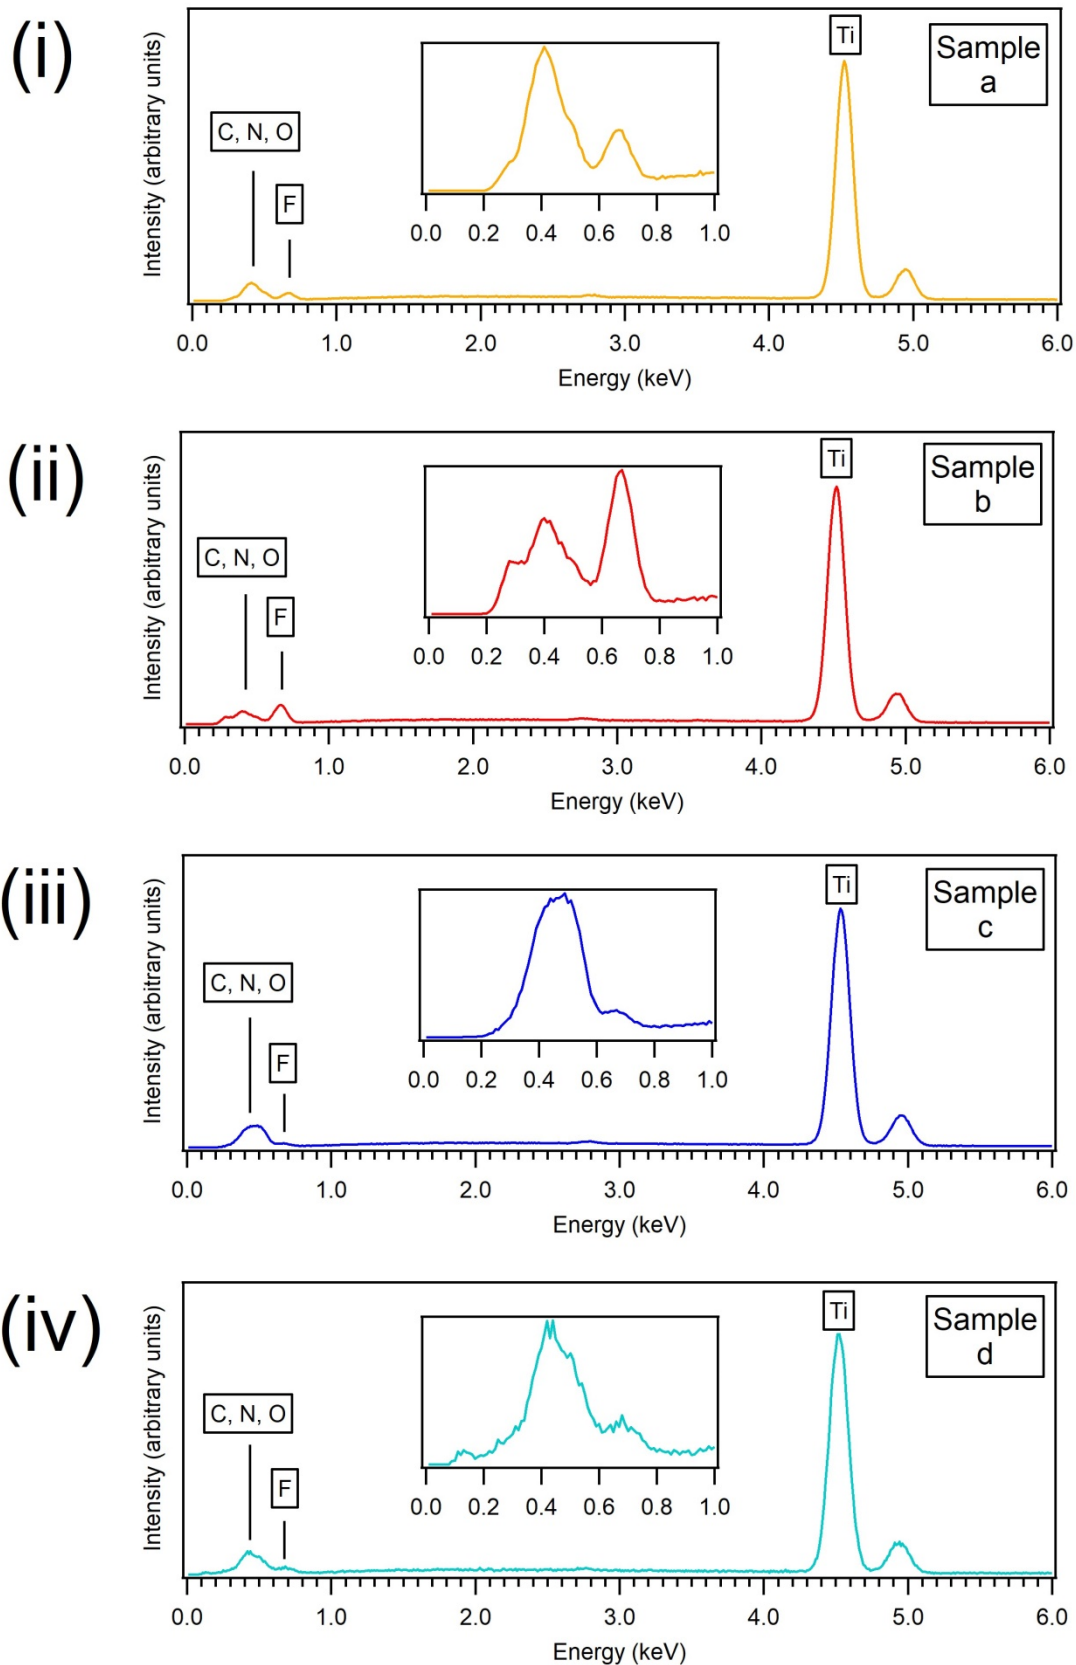 (i)
Intensity (arbitrary units)
C, N, O
F
Ti
Sample
a
0.0 0.2 0.4 0.6 0.8 1.0
0.0 1.0 2.0 3.0 4.0 5.0 6.0
Energy (keV)
(ii)
Intensity (arbitrary units)
C, N, O
F
Ti
Sample
b
0.0 0.2 0.4 0.6 0.8 1.0
0.0 1.0 2.0 3.0 4.0 5.0 6.0
Energy (keV)
(iii)
Intensity (arbitrary units)
C, N, O
F
Ti
Sample
c
0.0 0.2 0.4 0.6 0.8 1.0
0.0 1.0 2.0 3.0 4.0 5.0 6.0
Energy (keV)
(iv)
Intensity (arbitrary units)
C, N, O
F
Ti
Sample
d
0.0 0.2 0.4 0.6 0.8 1.0
0.0 1.0 2.0 3.0 4.0 5.0 6.0
Energy (keV)